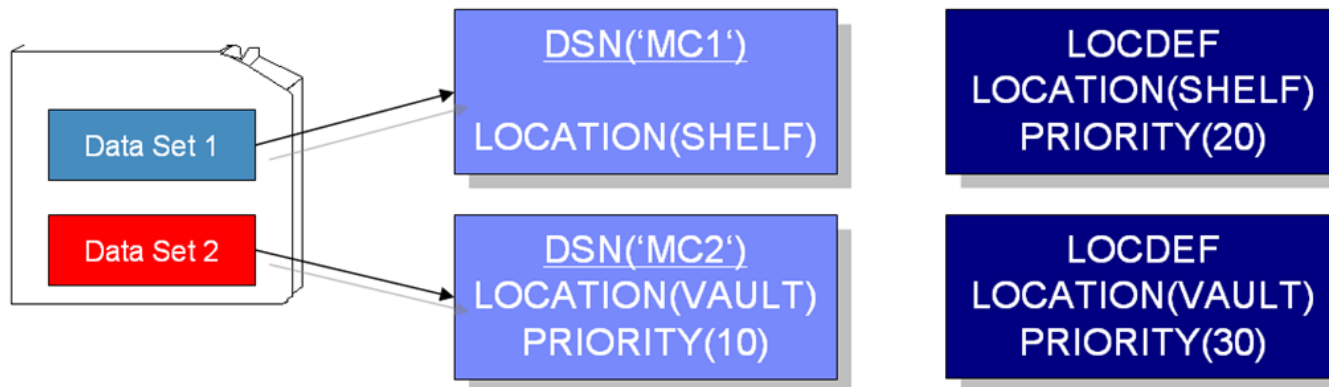 Data Set 1
Data Set 2
DSN(‘MC1‘)
LOCATION(SHELF)
DSN(‘MC2‘)
LOCATION(VAULT)
PRIORITY(10)
LOCDEF
LOCATION(SHELF)
PRIORITY(20)
LOCDEF
LOCATION(VAULT)
PRIORITY(30)